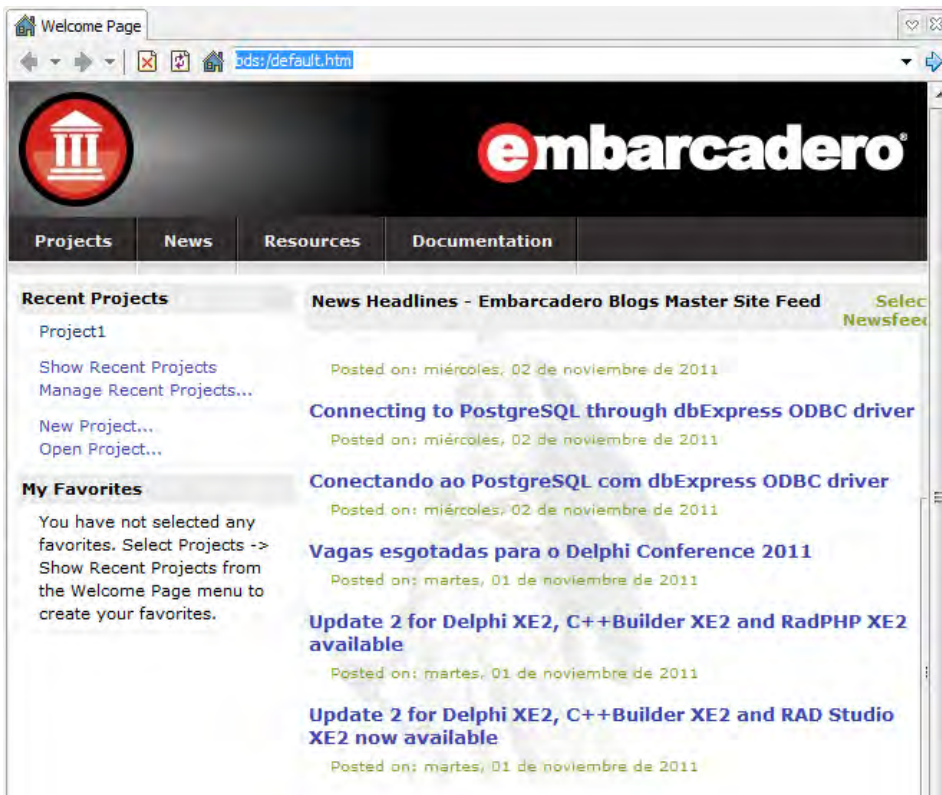 Welcome Page
bds:/default.htm
embarcadero®
Projects News Resources Documentation
Recent Projects
Project1
Show Recent Projects
Manage Recent Projects...
New Project...
Open Project...
My Favorites
You have not selected any
favorites. Select Projects ->
Show Recent Projects from
the Welcome Page menu to
create your favorites.
News Headlines - Embarcadero Blogs Master Site Feed
Selec
Newsfeed
Posted on: miércoles, 02 de noviembre de 2011
Connecting to PostgreSQL through dbExpress ODBC driver
Posted on: miércoles, 02 de noviembre de 2011
Conectando ao PostgreSQL com dbExpress ODBC driver
Posted on: miércoles, 02 de noviembre de 2011
Vagas esgotadas para o Delphi Conference 2011
Posted on: martes, 01 de noviembre de 2011
Update 2 for Delphi XE2, C++Builder XE2 and RadPHP XE2
available
Posted on: martes, 01 de noviembre de 2011
Update 2 for Delphi XE2, C++Builder XE2 and RAD Studio
XE2 now available
Posted on: martes, 01 de noviembre de 2011